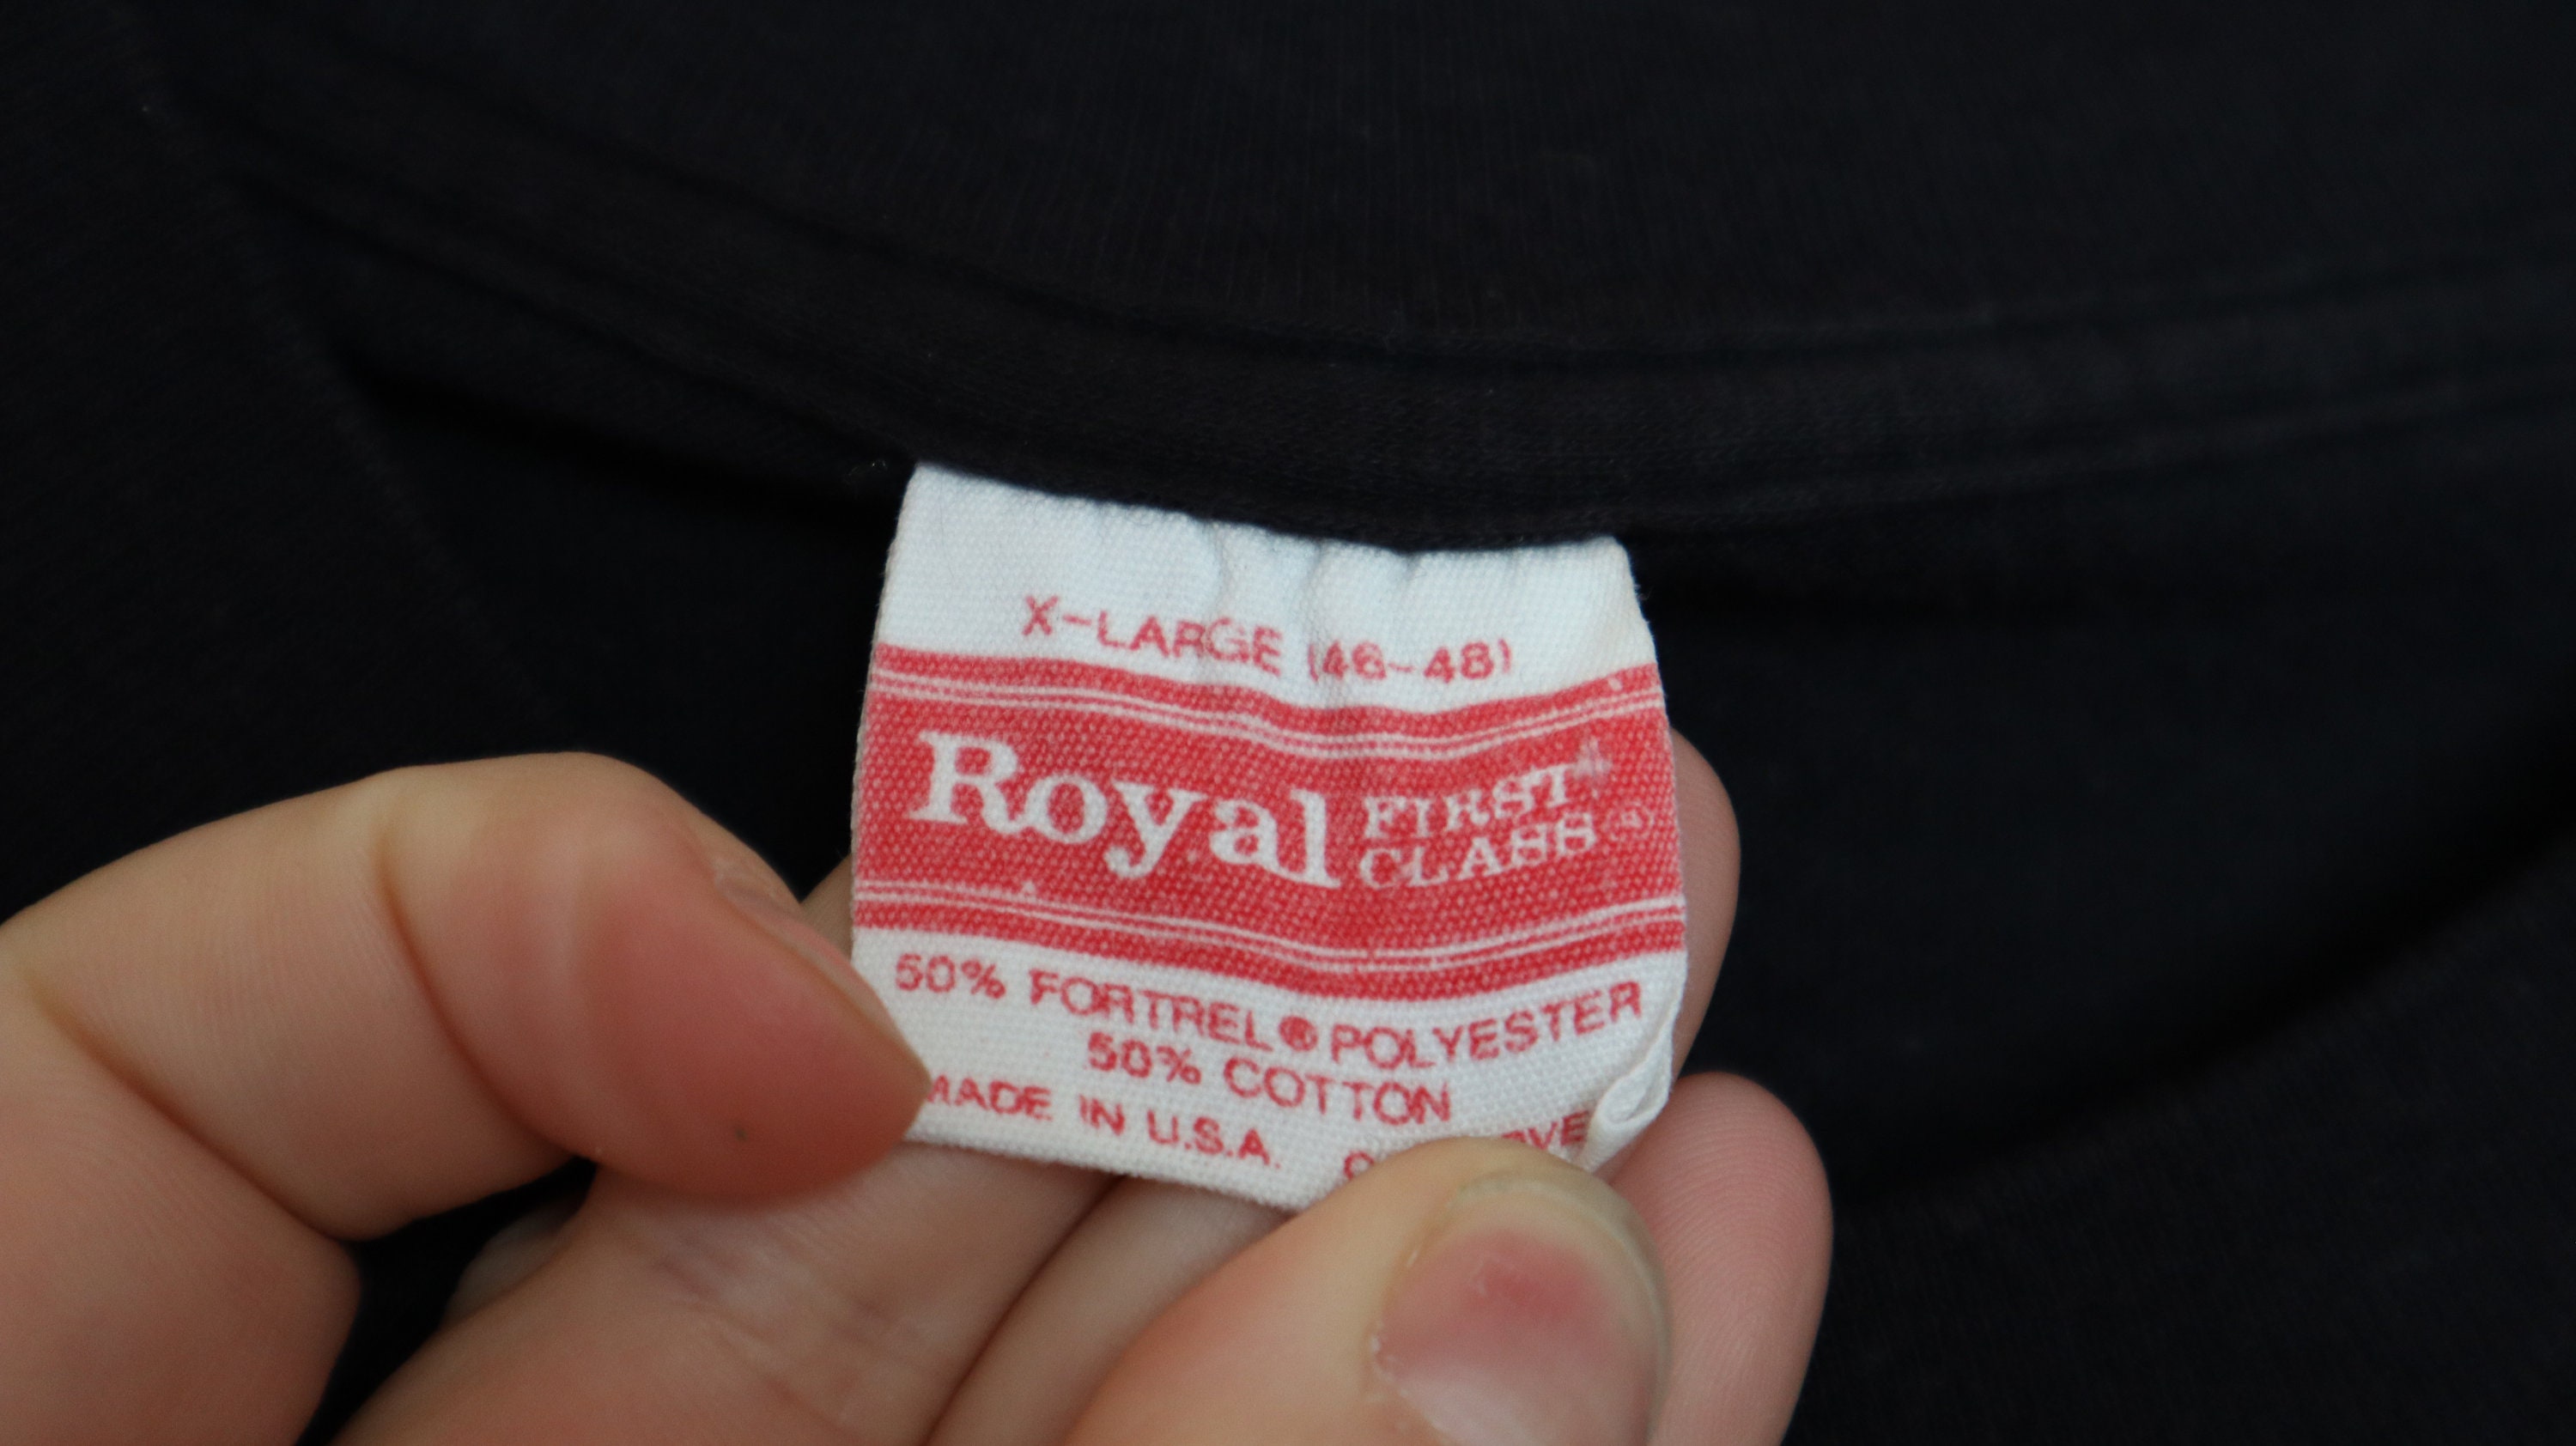 X-LARGE (46-48)
Royal FIRST CLASS
50% FORTREL® POLYESTER
50% COTTON
MADE IN U.S.A.